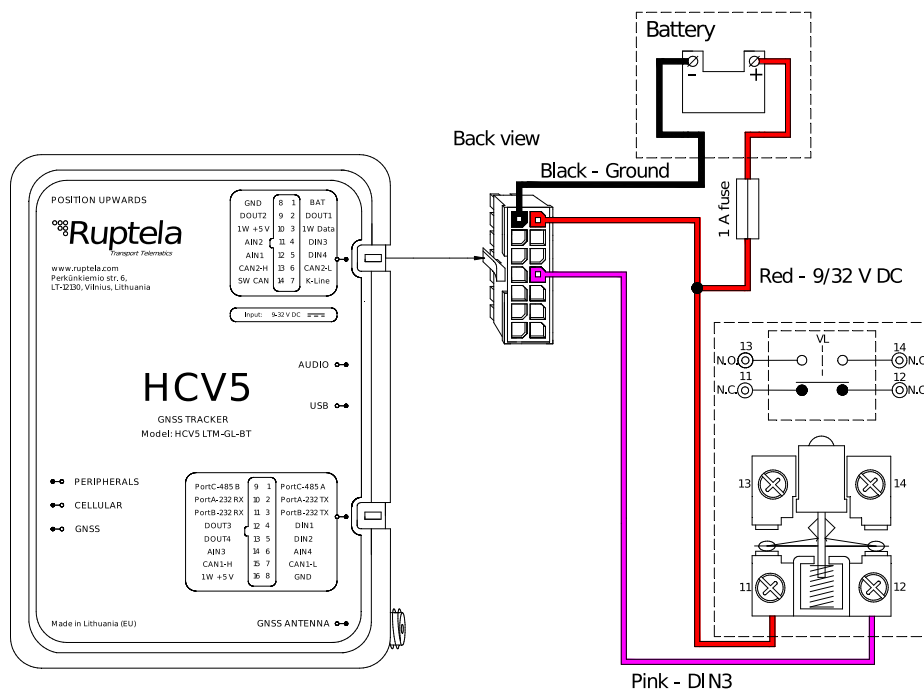 Battery
- +
Back view
Black - Ground
1 A fuse
Red - 9/32 V DC
POSITION UPWARDS
Ruptela
Transport Telematics
www.ruptela.com
Perkūnkiemio str. 6,
LT-12130, Vilnius, Lithuania
GND 8 1 BAT
DOUT2 9 2 DOUT1
1W +5V 10 3 1W Data
AIN2 11 4 DIN3
AIN1 12 5 DIN4
CAN2-H 13 6 CAN2-L
SW CAN 14 7 K-Line
Input: 9-32 V DC
AUDIO
HCV5
USB
GNSS TRACKER
Model: HCV5 LTM-GL-BT
PERIPHERALS
CELLULAR
GNSS
PortC-485 B 9 1 PortC-485 A
PortA-232 RX 10 2 PortA-232 TX
PortB-232 RX 11 3 PortB-232 TX
DOUT3 12 4 DIN1
DOUT4 13 5 DIN2
AIN3 14 6 AIN4
CAN1-H 15 7 CAN1-L
1W +5V 16 8 GND
Made in Lithuania (EU)
GNSS ANTENNA
VL
13 14
N.O. N.O
11 12
N.C. N.C
13 14
11 12
Pink - DIN3